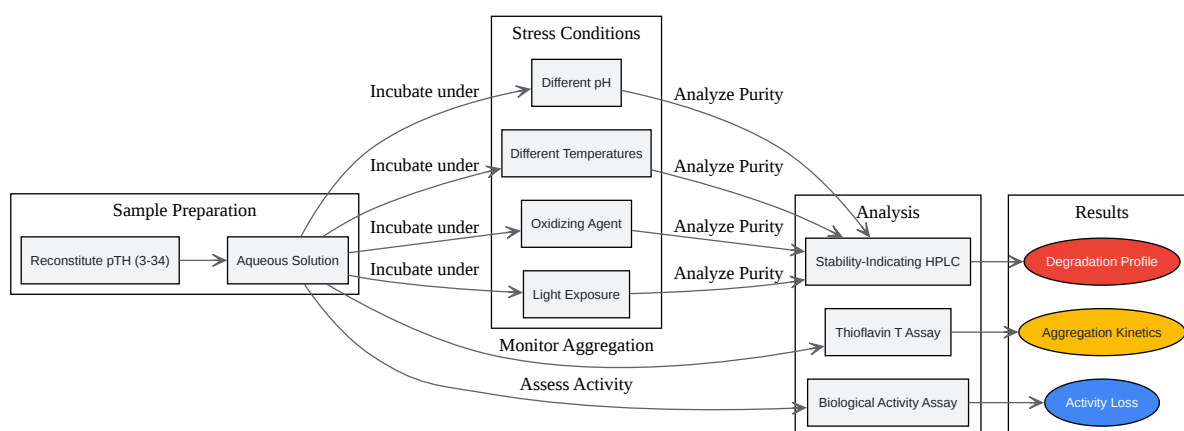 Stress Conditions
Different pH
Incubate under
Analyze Purity
Different Temperatures
Incubate under
Analyze Purity
Sample Preparation
Analysis
Results
Oxidizing Agent
Incubate under
Analyze Purity
Reconstitute pTH (3-34)
Aqueous Solution
Stability-Indicating HPLC
Degradation Profile
Incubate under
Analyze Purity
Light Exposure
Thioflavin T Assay
Aggregation Kinetics
Monitor Aggregation
Assess Activity
Biological Activity Assay
Activity Loss